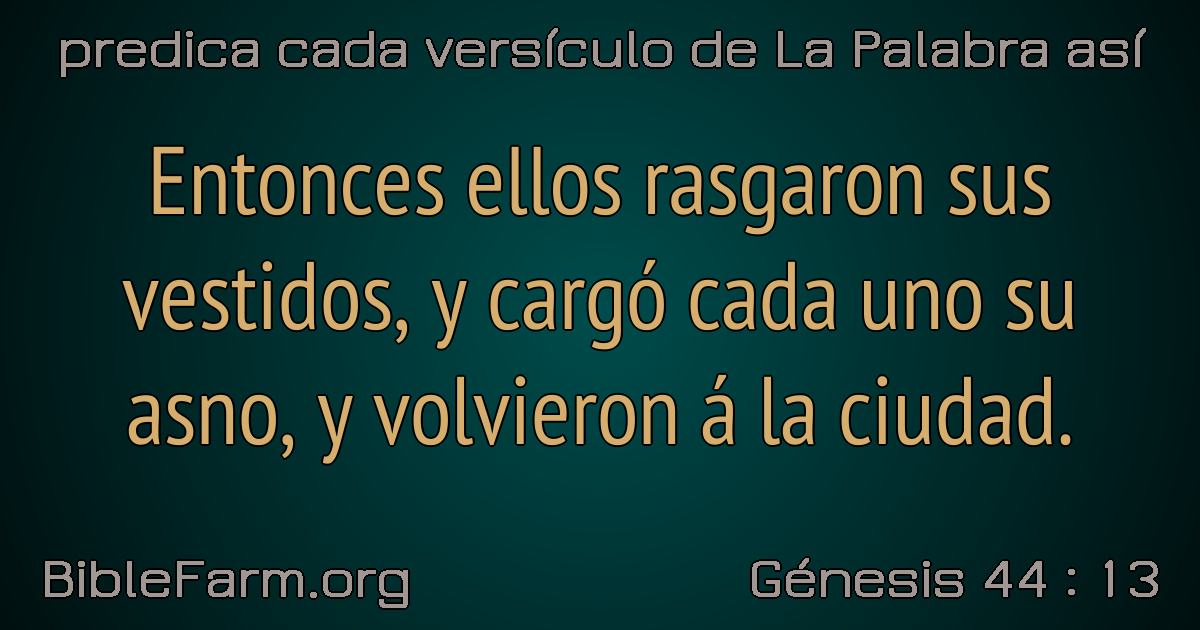 predica cada versículo de La Palabra así
Entonces ellos rasgaron sus
vestidos, y cargó cada uno su
asno, y volvieron á la ciudad.
BibleFarm.org
Génesis 44 : 13